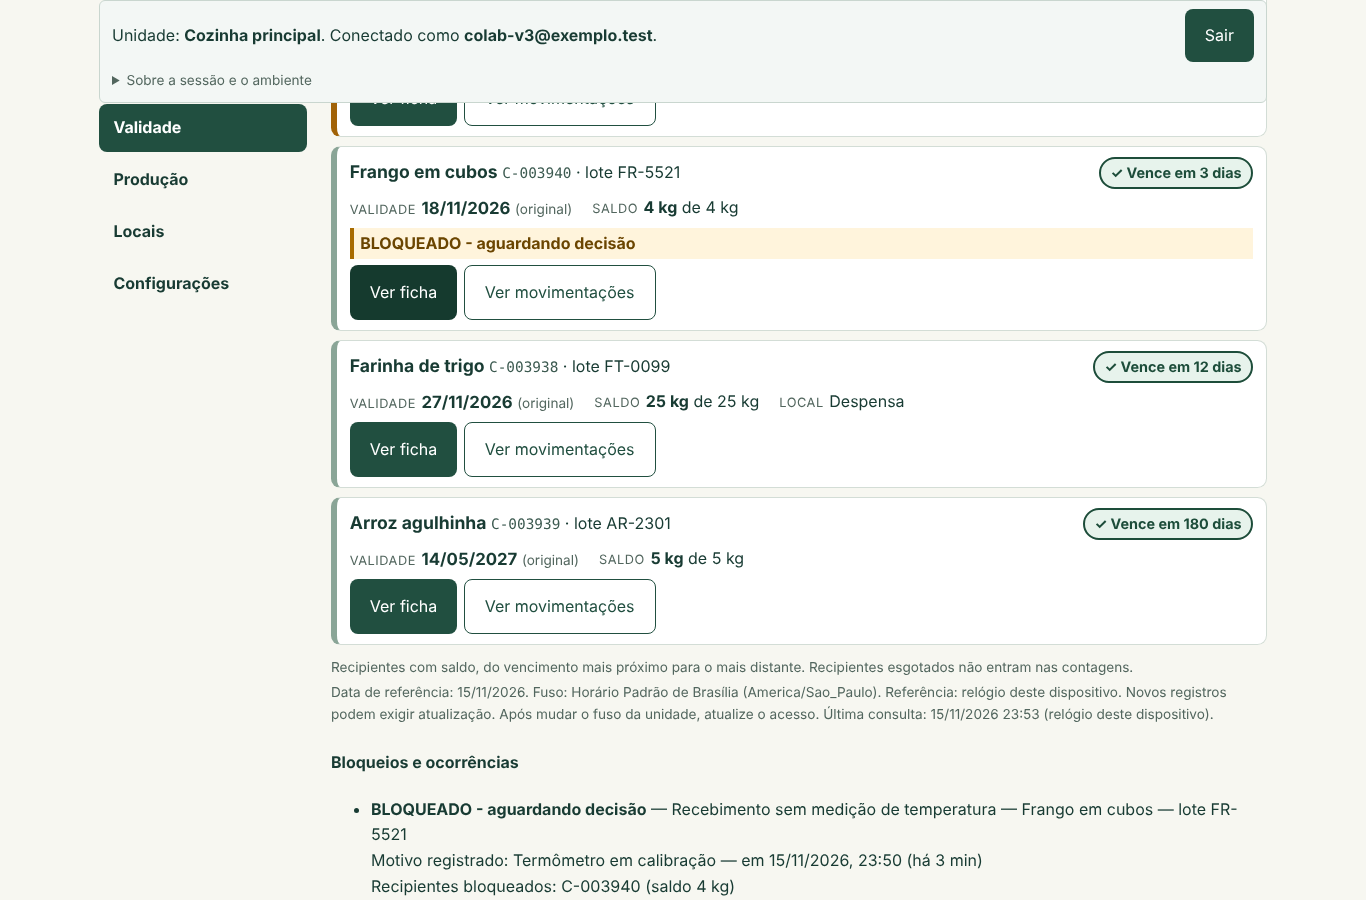 Unidade: Cozinha principal. Conectado como colab-v3@exemplo.test.
Sair
▶ Sobre a sessão e o ambiente
Validade
Produção
Locais
Configurações
Ver ficha Ver movimentações
Frango em cubos C-003940 · lote FR-5521
✓ Vence em 3 dias
VALIDADE 18/11/2026 (original) SALDO 4 kg de 4 kg
BLOQUEADO - aguardando decisão
Ver ficha Ver movimentações
Farinha de trigo C-003938 · lote FT-0099
✓ Vence em 12 dias
VALIDADE 27/11/2026 (original) SALDO 25 kg de 25 kg LOCAL Despensa
Ver ficha Ver movimentações
Arroz agulhinha C-003939 · lote AR-2301
✓ Vence em 180 dias
VALIDADE 14/05/2027 (original) SALDO 5 kg de 5 kg
Ver ficha Ver movimentações
Recipientes com saldo, do vencimento mais próximo para o mais distante. Recipientes esgotados não entram nas contagens.
Data de referência: 15/11/2026. Fuso: Horário Padrão de Brasília (America/Sao_Paulo). Referência: relógio deste dispositivo. Novos registros
podem exigir atualização. Após mudar o fuso da unidade, atualize o acesso. Última consulta: 15/11/2026 23:53 (relógio deste dispositivo).
Bloqueios e ocorrências
• BLOQUEADO - aguardando decisão — Recebimento sem medição de temperatura — Frango em cubos — lote FR-
5521
Motivo registrado: Termômetro em calibração — em 15/11/2026, 23:50 (há 3 min)
Recipientes bloqueados: C-003940 (saldo 4 kg)